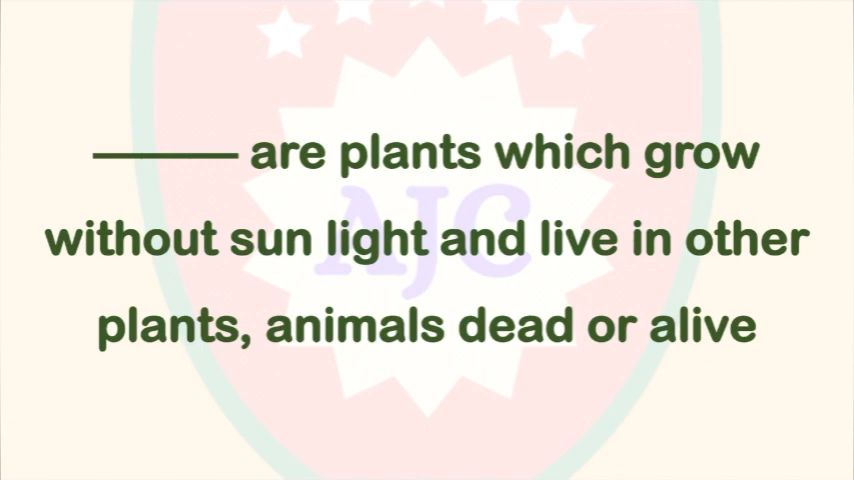 ———— are plants which grow
without sun light and live in other
plants, animals dead or alive
AJC